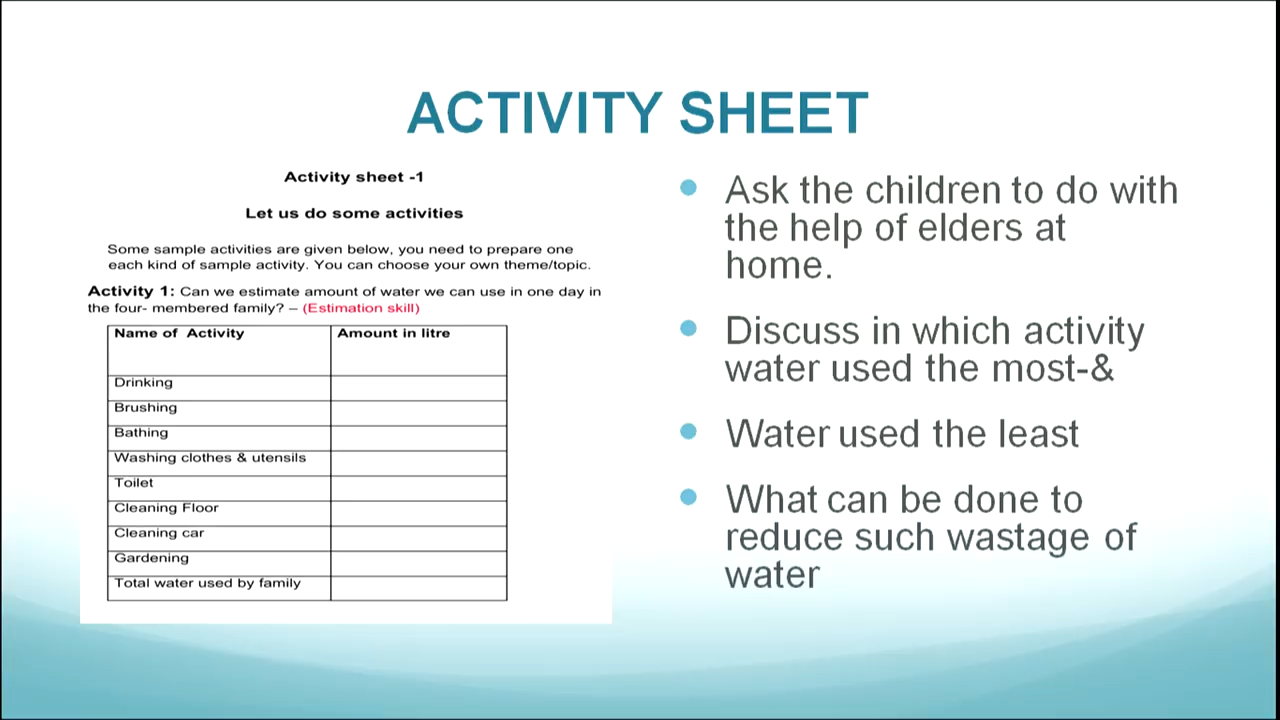 ACTIVITY SHEET
Activity sheet -1
Let us do some activities
Some sample activities are given below, you need to prepare one
each kind of sample activity. You can choose your own theme/topic.
Activity 1: Can we estimate amount of water we can use in one day in
the four- membered family? – (Estimation skill)
Name of Activity Amount in litre
Drinking
Brushing
Bathing
Washing clothes & utensils
Toilet
Cleaning Floor
Cleaning car
Gardening
Total water used by family
Ask the children to do with
the help of elders at
home.
Discuss in which activity
water used the most-&
Water used the least
What can be done to
reduce such wastage of
water